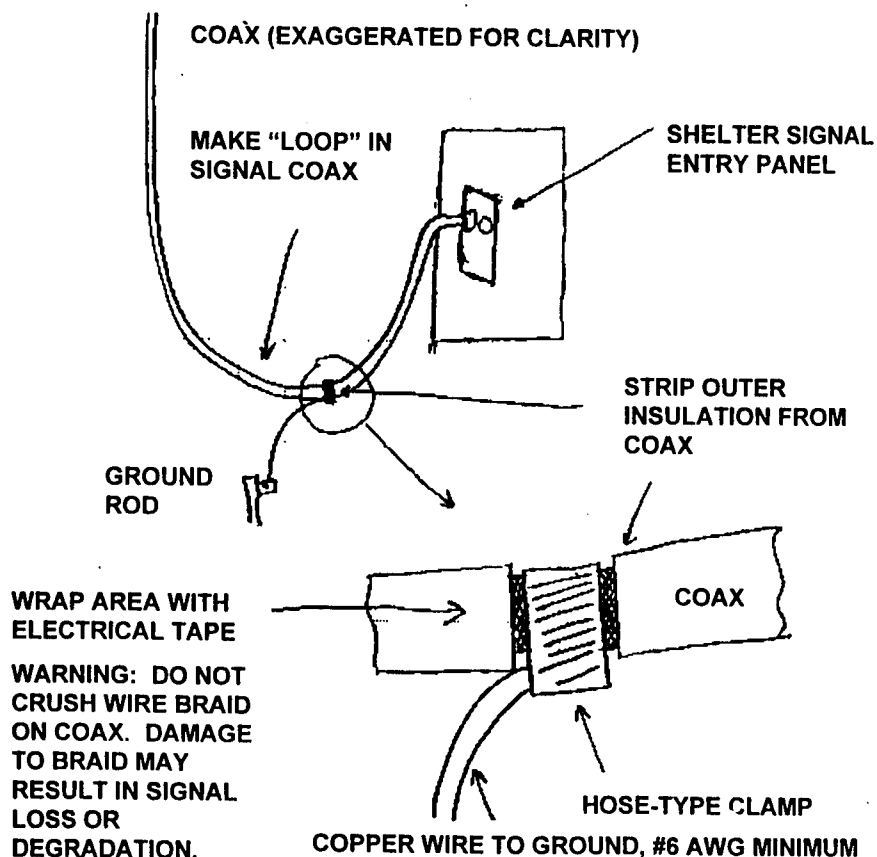 COAX (EXAGGERATED FOR CLARITY)
MAKE “LOOP” IN
SIGNAL COAX
SHELTER SIGNAL
ENTRY PANEL
STRIP OUTER
INSULATION FROM
COAX
GROUND
ROD
WRAP AREA WITH
ELECTRICAL TAPE
COAX
WARNING: DO NOT
CRUSH WIRE BRAID
ON COAX. DAMAGE
TO BRAID MAY
RESULT IN SIGNAL
LOSS OR
DEGRADATION.
HOSE-TYPE CLAMP
COPPER WIRE TO GROUND, #6 AWG MINIMUM